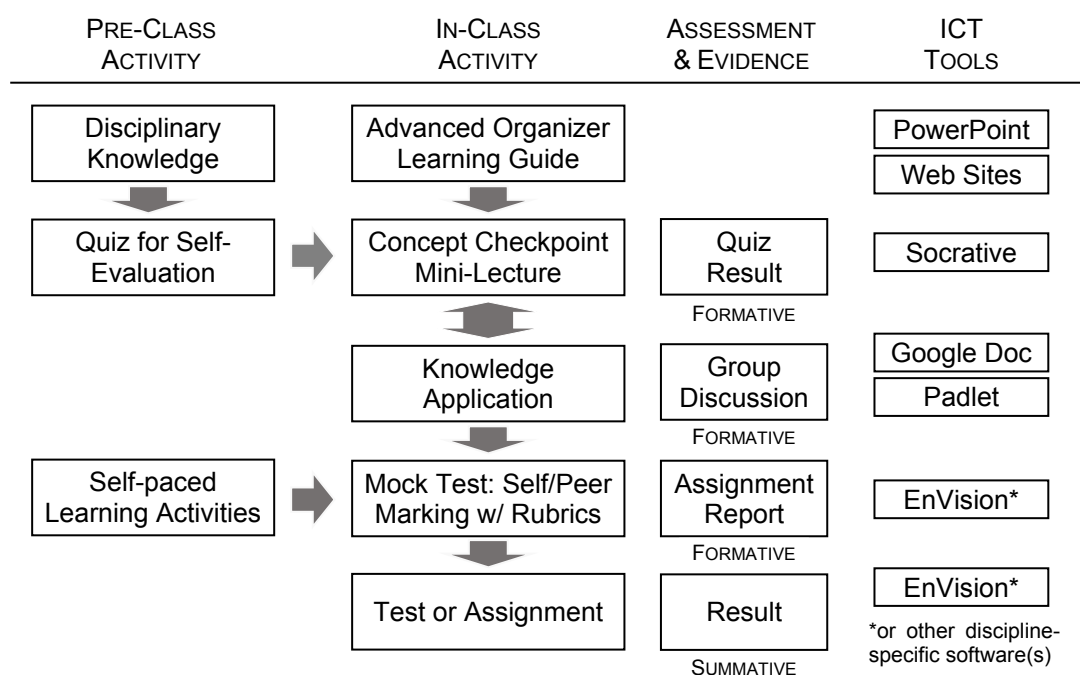 PRE-CLASS
ACTIVITY
IN-CLASS
ACTIVITY
ASSESSMENT
& EVIDENCE
ICT
TOOLS
Disciplinary
Knowledge
Advanced Organizer
Learning Guide
PowerPoint
Web Sites
Quiz for Self-
Evaluation
Concept Checkpoint
Mini-Lecture
Quiz
Result
FORMATIVE
Socrative
Knowledge
Application
Group
Discussion
FORMATIVE
Google Doc
Padlet
Self-paced
Learning Activities
Mock Test: Self/Peer
Marking w/ Rubrics
Assignment
Report
FORMATIVE
EnVision*
Test or Assignment
Result
SUMMATIVE
EnVision*
*or other discipline-
specific software(s)